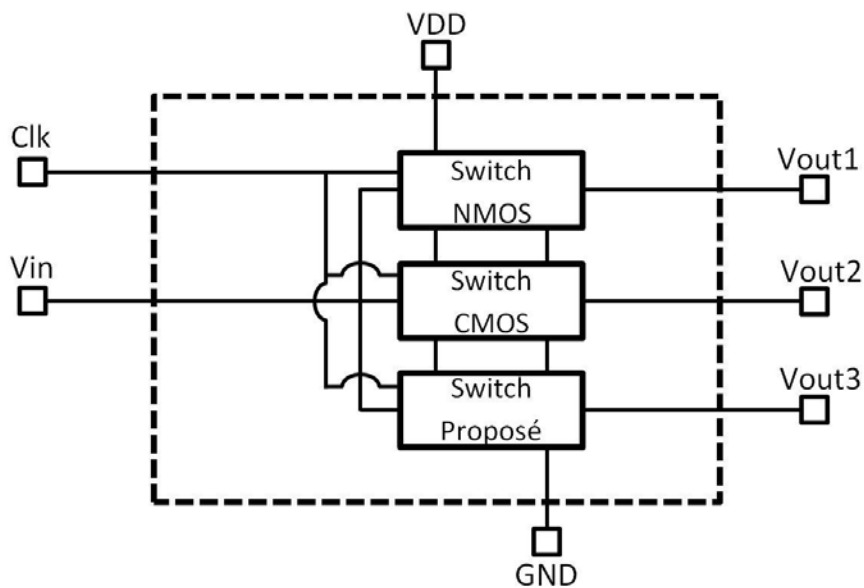 VDD
Clk
Switch
NMOS
Vout1
Vin
Switch
CMOS
Vout2
Switch
Proposé
Vout3
GND